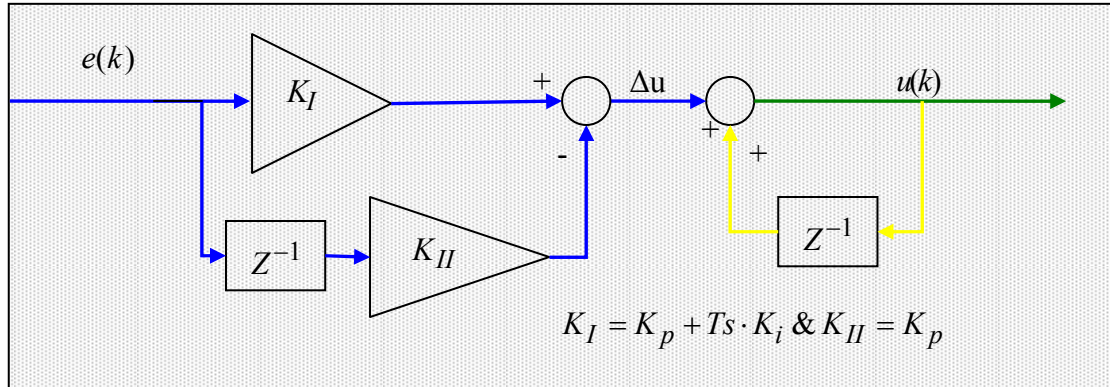 e(k)
K_I
+
Δu
u(k)
-
+
+
Z⁻¹
K_II
Z⁻¹
K_I = K_p + Ts · K_i & K_II = K_p